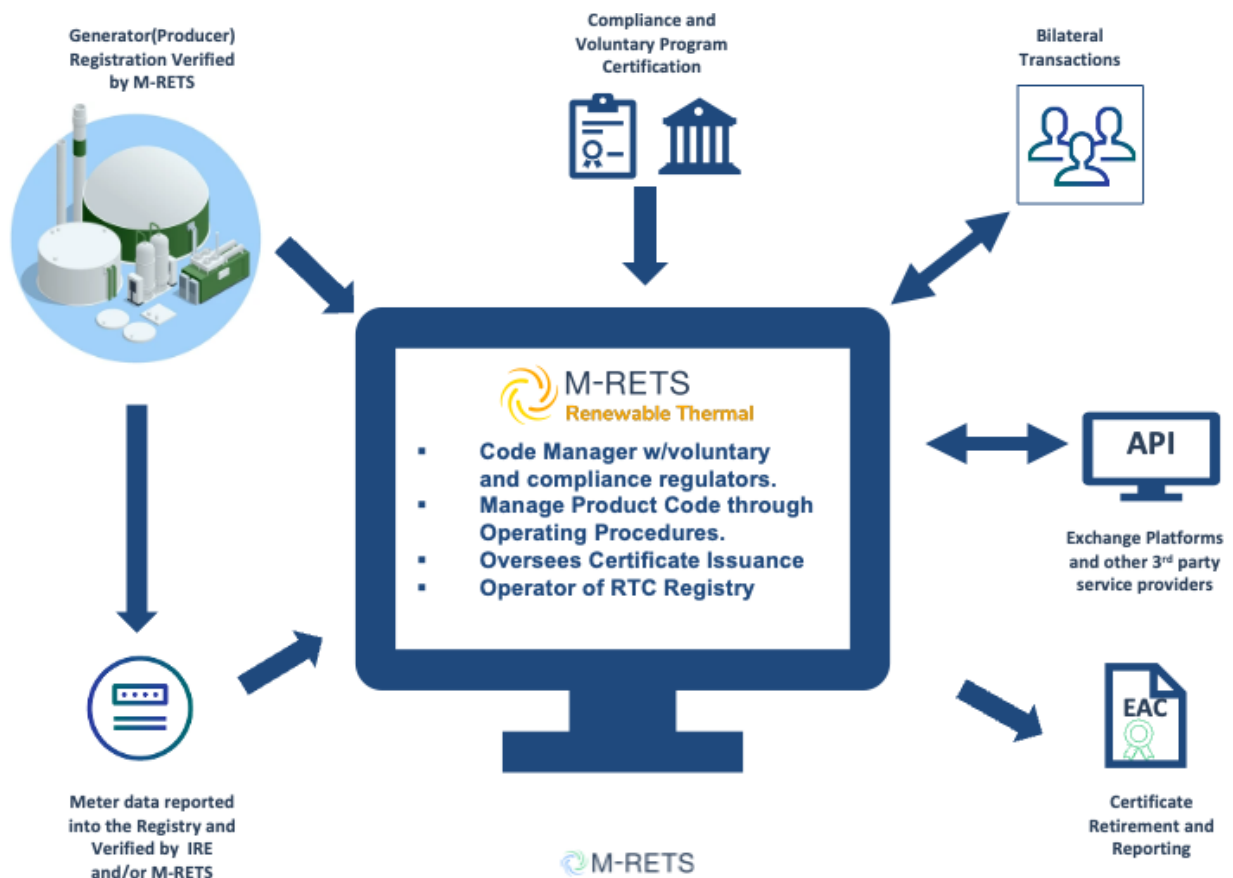 Generator(Producer)
Registration Verified
by M-RETS
Compliance and
Voluntary Program
Certification
Bilateral
Transactions
M-RETS
Renewable Thermal
▪ Code Manager w/voluntary
and compliance regulators.
▪ Manage Product Code through
Operating Procedures.
▪ Oversees Certificate Issuance
▪ Operator of RTC Registry
API
Exchange Platforms
and other 3rd party
service providers
Meter data reported
into the Registry and
Verified by IRE
and/or M-RETS
EAC
Certificate
Retirement and
Reporting
M-RETS